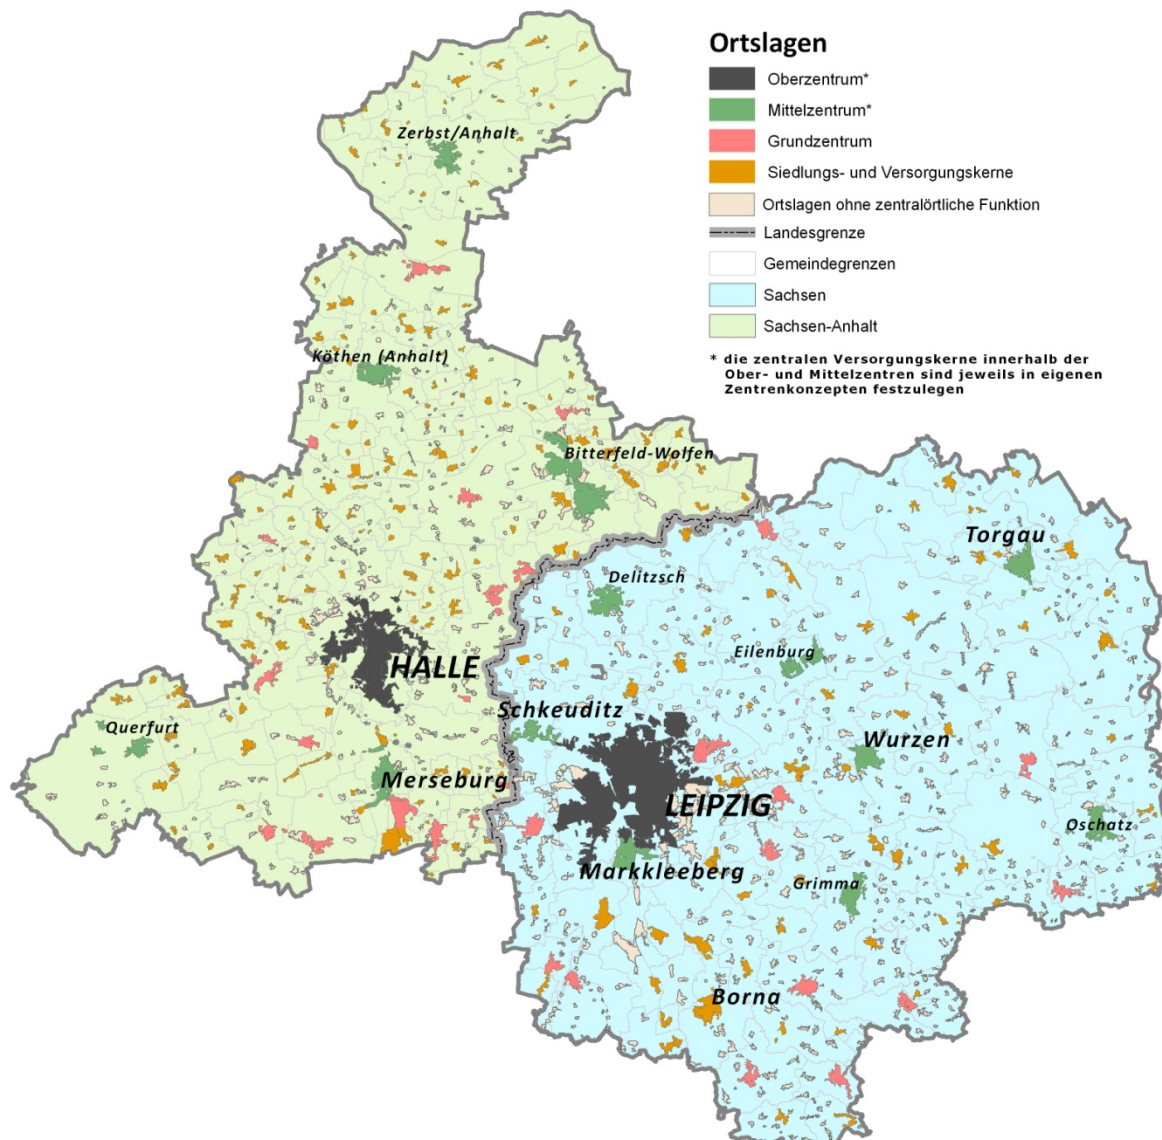 Ortslagen
Oberzentrum*
Mittelzentrum*
Grundzentrum
Siedlungs- und Versorgungskerne
Ortslagen ohne zentralörtliche Funktion
Landesgrenze
Gemeindegrenzen
Sachsen
Sachsen-Anhalt
* die zentralen Versorgungskerne innerhalb der
Ober- und Mittelzentren sind jeweils in eigenen
Zentrenkonzepten festzulegen
Zerbst/Anhalt
Köthen (Anhalt)
Bitterfeld-Wolfen
Torgau
Delitzsch
Eilenburg
HALLE
Schkeuditz
Querfurt
Wurzen
Merseburg
LEIPZIG
Oschatz
Markkleeberg
Grimma
Borna